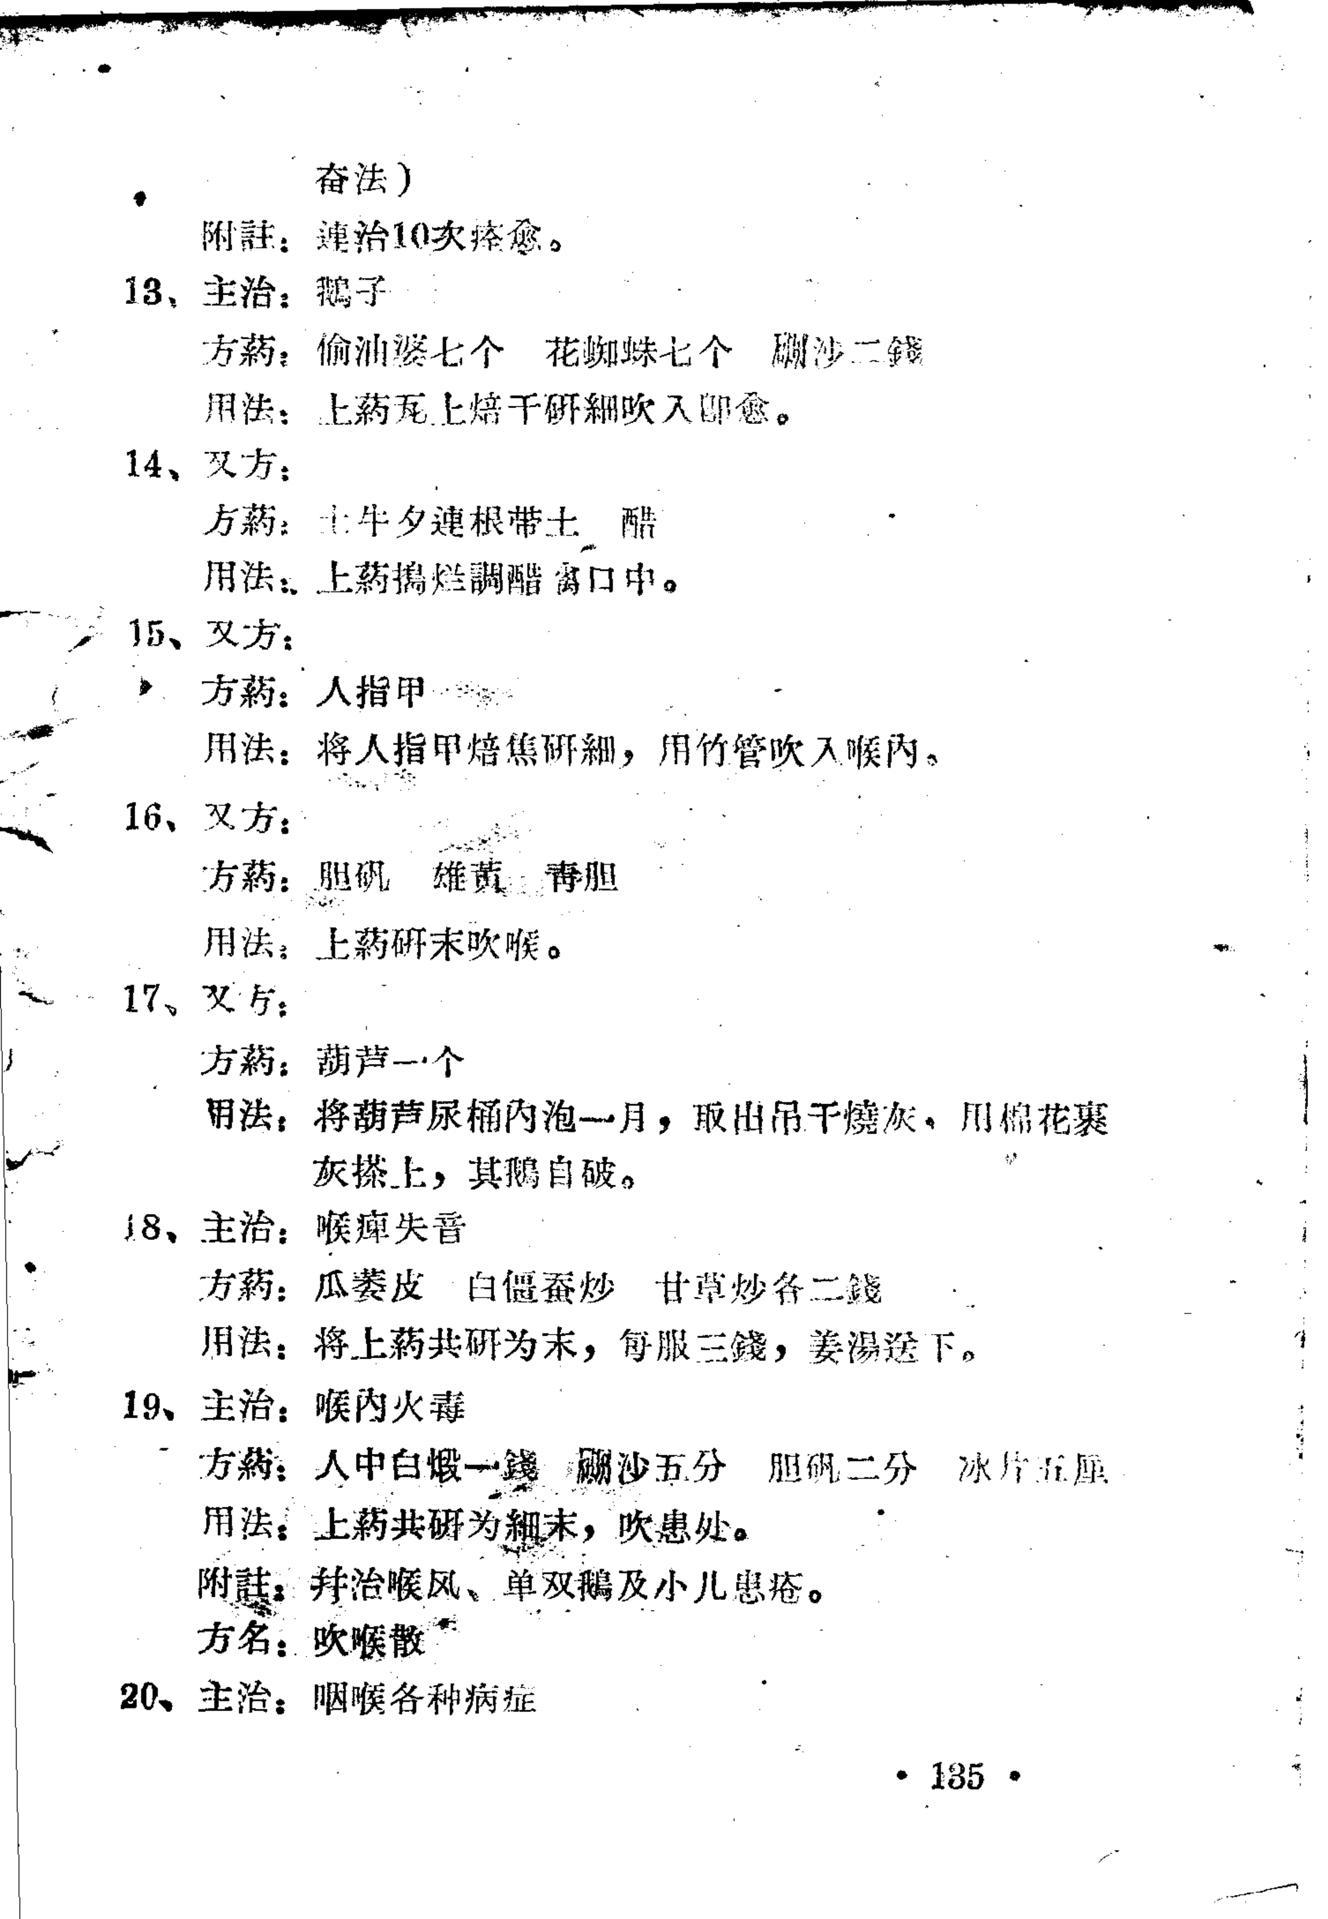 奋法)
附註：連治10次痊愈。
13、主治：鵝子
方葯：偷油婆七个　花蜘蛛七个　硼沙二錢
用法：上葯瓦上焙干研細吹入即愈。
14、又方：
方葯：土牛夕連根带土　醋
用法：上葯搗烂調醋 口中。
15、又方：
方葯：人指甲
用法：将人指甲焙焦研細，用竹管吹入喉內。
16、又方：
方葯：胆矾　雄黄　青胆
用法：上葯研末吹喉。
17、又方：
方葯：葫芦一个
用法：将葫芦尿桶內泡一月，取出吊干燒灰，用棉花裹
灰搽上，其鵝自破。
18、主治：喉痺失音
方葯：瓜蒌皮　白僵蚕炒　甘草炒各二錢
用法：将上葯共研为末，每服三錢，姜湯送下。
19、主治：喉內火毒
方葯：人中白煅一錢　硼沙五分　胆矾二分　冰片五厘
用法：上葯共研为細末，吹患处。
附註：幷治喉风、单双鵝及小儿患疮。
方名：吹喉散
20、主治：咽喉各种病症
• 135 •